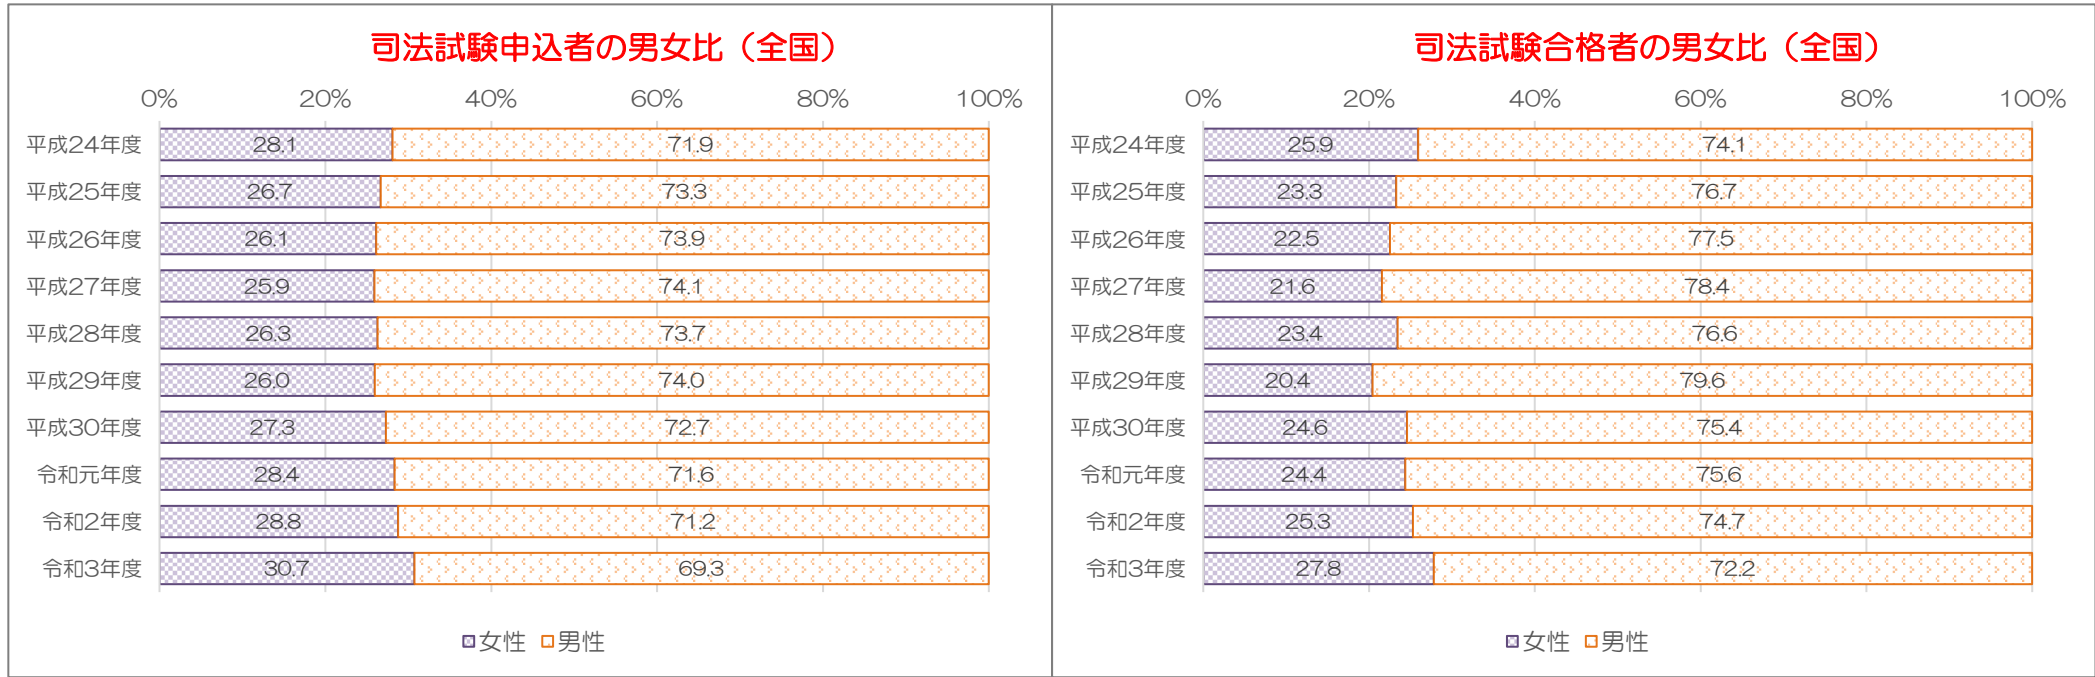 司法試験申込者の男女比（全国）
0% 20% 40% 60% 80% 100%
平成24年度 28.1 71.9
平成25年度 26.7 73.3
平成26年度 26.1 73.9
平成27年度 25.9 74.1
平成28年度 26.3 73.7
平成29年度 26.0 74.0
平成30年度 27.3 72.7
令和元年度 28.4 71.6
令和2年度 28.8 71.2
令和3年度 30.7 69.3
女性 男性
司法試験合格者の男女比（全国）
0% 20% 40% 60% 80% 100%
平成24年度 25.9 74.1
平成25年度 23.3 76.7
平成26年度 22.5 77.5
平成27年度 21.6 78.4
平成28年度 23.4 76.6
平成29年度 20.4 79.6
平成30年度 24.6 75.4
令和元年度 24.4 75.6
令和2年度 25.3 74.7
令和3年度 27.8 72.2
女性 男性